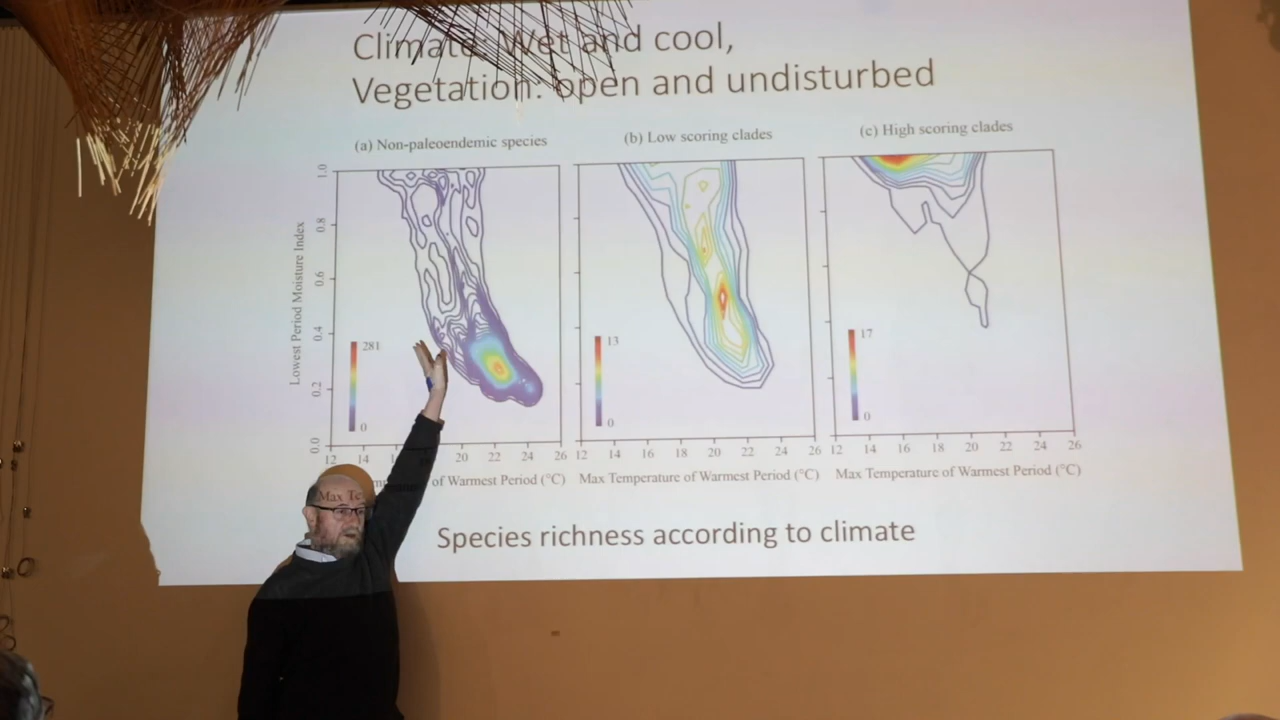 Climate: Wet and cool,
Vegetation: open and undisturbed
(a) Non-paleoendemic species
(b) Low scoring clades
(c) High scoring clades
Lowest Period Moisture Index
1.0
0.8
0.6
0.4
0.2
0.0
281
0
13
0
17
0
12 14 20 22 24 26
12 14 16 18 20 22 24 26
12 14 16 18 20 22 24 26
Max Te
of Warmest Period (°C)
Max Temperature of Warmest Period (°C)
Max Temperature of Warmest Period (°C)
Species richness according to climate